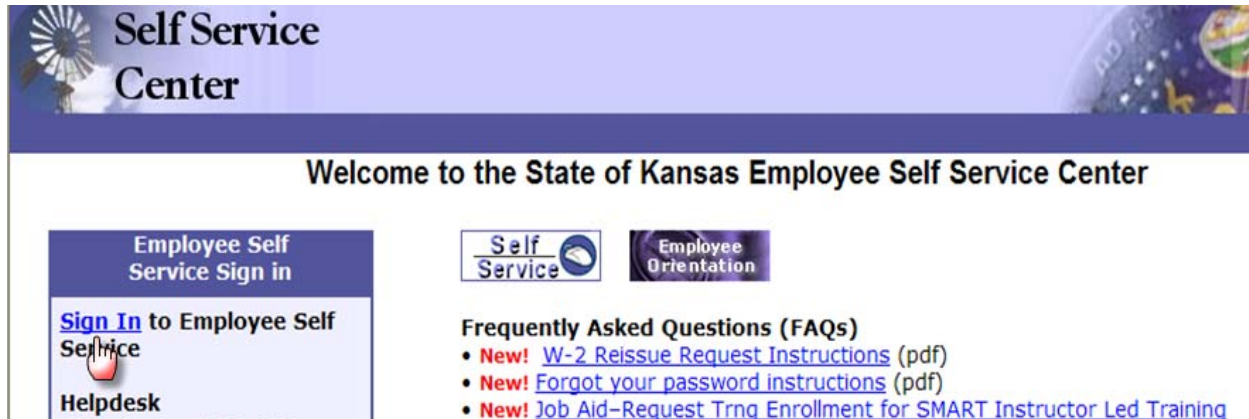 Self Service
Center
Welcome to the State of Kansas Employee Self Service Center
Employee Self
Service Sign in
Sign In to Employee Self
Service
Helpdesk
Self
Service
Employee
Orientation
Frequently Asked Questions (FAQs)
• New! W-2 Reissue Request Instructions (pdf)
• New! Forgot your password instructions (pdf)
• New! Job Aid–Request Trng Enrollment for SMART Instructor Led Training